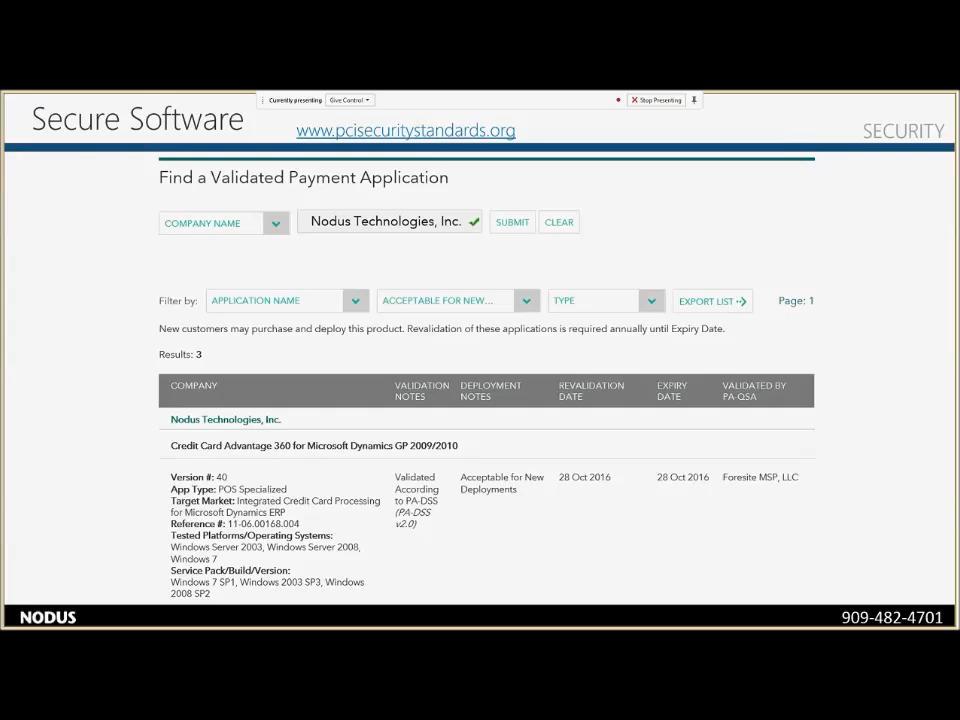 Currently presenting Give Control Stop Presenting
Secure Software
www.pcisecuritystandards.org
SECURITY
Find a Validated Payment Application
COMPANY NAME Nodus Technologies, Inc. SUBMIT CLEAR
Filter by: APPLICATION NAME ACCEPTABLE FOR NEW... TYPE EXPORT LIST Page: 1
New customers may purchase and deploy this product. Revalidation of these applications is required annually until Expiry Date.
Results: 3
COMPANY VALIDATION NOTES DEPLOYMENT NOTES REVALIDATION DATE EXPIRY DATE VALIDATED BY PA-QSA
Nodus Technologies, Inc.
Credit Card Advantage 360 for Microsoft Dynamics GP 2009/2010
Version #: 40
App Type: POS Specialized
Target Market: Integrated Credit Card Processing
for Microsoft Dynamics ERP
Reference #: 11-06.00168.004
Tested Platforms/Operating Systems:
Windows Server 2003, Windows Server 2008,
Windows 7
Service Pack/Build/Version:
Windows 7 SP1, Windows 2003 SP3, Windows
2008 SP2
Validated
According
to PA-DSS
(PA-DSS
v2.0)
Acceptable for New
Deployments
28 Oct 2016
28 Oct 2016
Foresite MSP, LLC
NODUS
909-482-4701